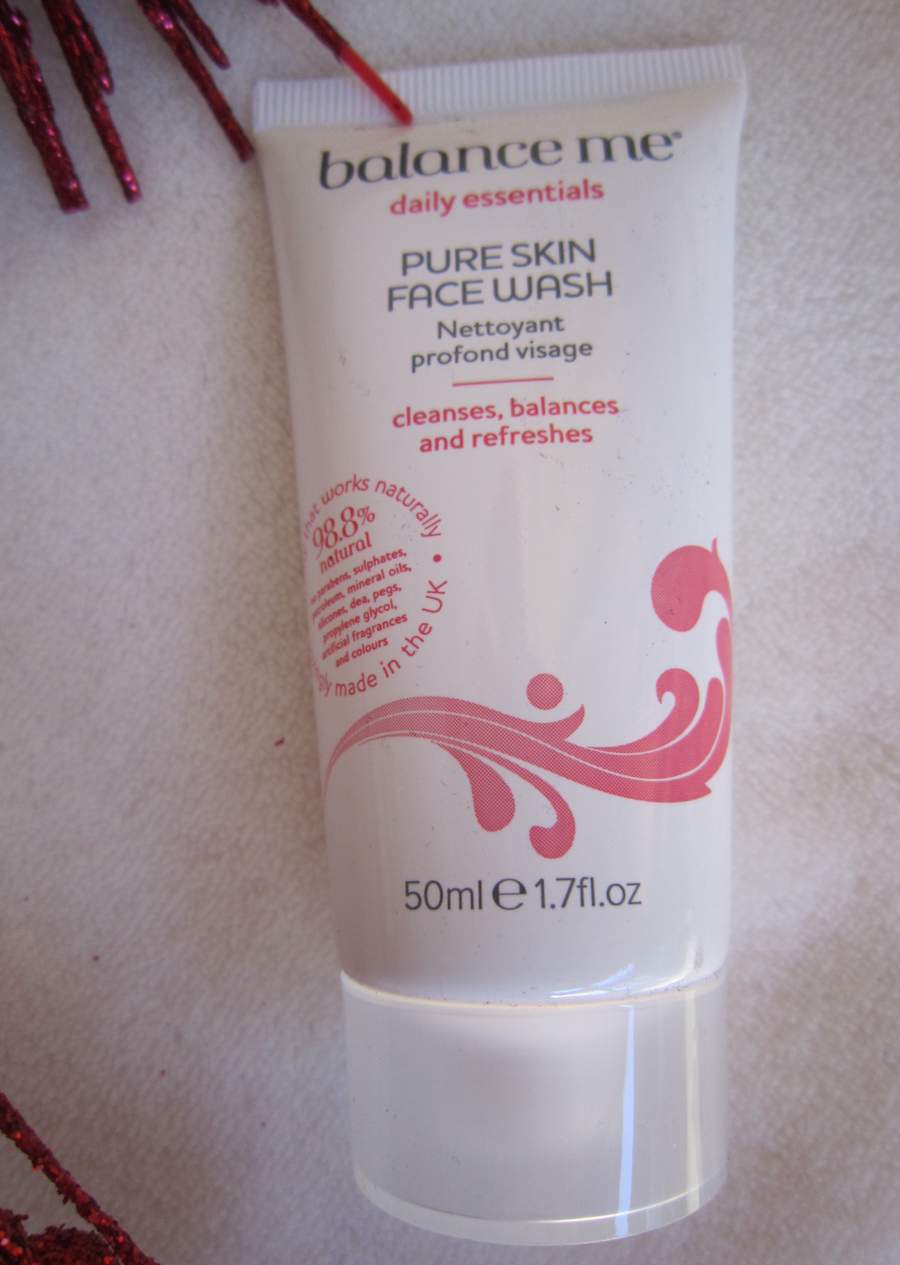 balance me®
daily essentials
PURE SKIN
FACE WASH
Nettoyant
profond visage
cleanses, balances
and refreshes
that works naturally
98.8%
natural
parabens, sulphates,
petroleum, mineral oils,
silicones, dea, pegs,
propylene glycol,
artificial fragrances
and colours
made in the UK
50ml e 1.7fl.oz